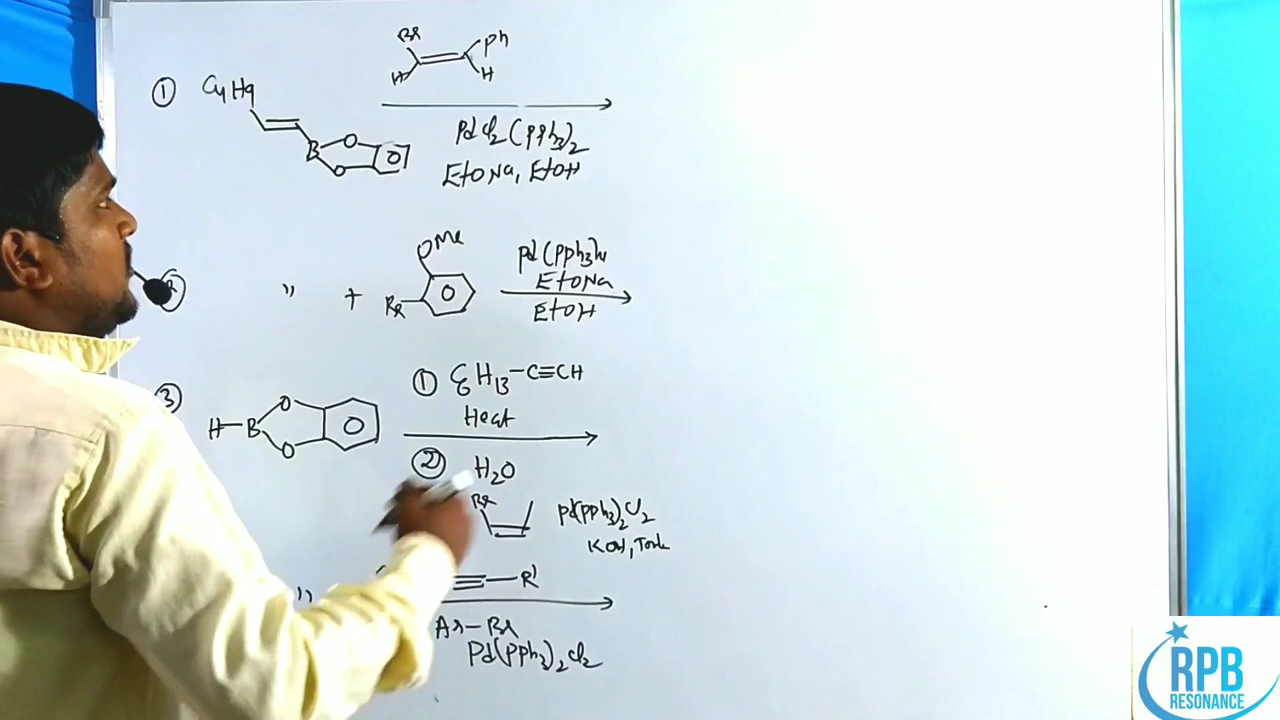 Br Ph
H H
① C4H9
B O O
PdCl2(PPh3)2
EtONa, EtOH
OMe
Pd(PPh3)4
EtONa
② " + Br
EtOH
③ ① C6H13-C≡CH
H-B O O
Heat
② H2O
Br Pd(PPh3)2Cl2
KOH,
" ≡-R'
Ar-Br
Pd(PPh3)2Cl2
RPB
RESONANCE